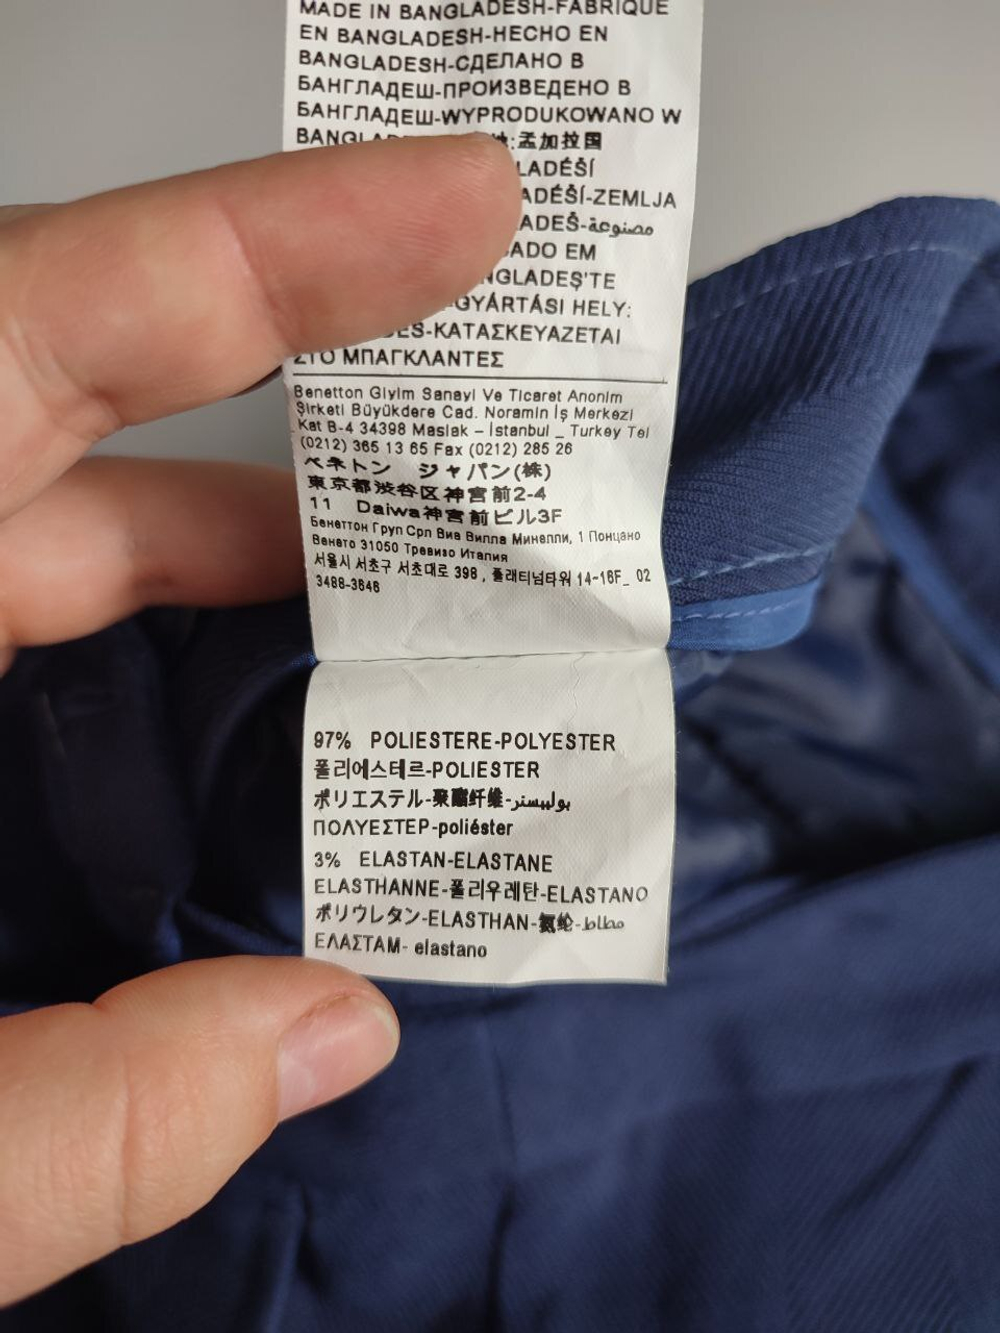 MADE IN BANGLADESH-FABRIQUÉ
EN BANGLADESH-HECHO EN
BANGLADESH-СДЕЛАНО В
БАНГЛАДЕШ-ПРОИЗВЕДЕНО В
БАНГЛАДЕШ-WYPRODUKOWANO W
:孟加拉国
LADÉŠÍ
ADÉŠÍ-ZEMLJA
ADEŠ-مصنوعة
ADO EM
NGLADEŞ'TE
-GYÁRTÁSI HELY:
ΚΑΤΑΣΚΕΥΑΖΕΤΑΙ
ΣΤΟ ΜΠΑΓΚΛΑΝΤΕΣ
Benetton Giyim Sanayi Ve Ticaret Anonim
Şirketi Büyükdere Cad. Noramin İş Merkezi
Kat B-4 34398 Maslak – İstanbul _ Turkey Tel
(0212) 365 13 65 Fax (0212) 285 26
ベネトン ジャパン(株)
東京都渋谷区神宮前2-4
11 Daiwa神宮前ビル3F
Бенеттон Груп Срл Виа Вилла Минелли, 1 Понцано
Венето 31050 Тревизо Италия
서울시 서초구 서초대로 398, 플래티넘타워 14-16F_ 02
3488-3646
97% POLIESTERE-POLYESTER
폴리에스테르-POLIESTER
ポリエステル-聚酯纤维-بوليستر
ΠΟΛΥΕΣΤΕΡ-poliéster
3% ELASTAN-ELASTANE
ELASTHANNE-폴리우레탄-ELASTANO
ポリウレタン-ELASTHAN-氨纶-مطاط
ΕΛΑΣΤΑΜ- elastano